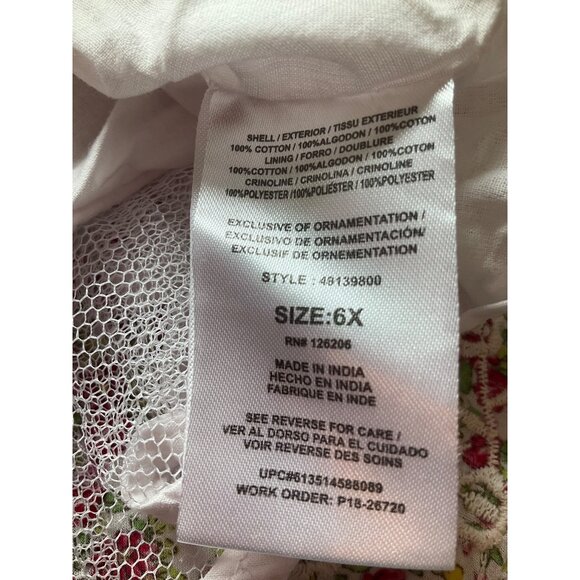 SHELL / EXTERIOR / TISSU EXTERIEUR
100% COTTON / 100%ALGODON / 100%COTON
LINING / FORRO / DOUBLURE
100%COTTON / 100%ALGODON / 100%COTON
CRINOLINE / CRINOLINA / CRINOLINE
100%POLYESTER /100%POLIÉSTER / 100%POLYESTER
EXCLUSIVE OF ORNAMENTATION /
EXCLUSIVO DE ORNAMENTACIÓN/
EXCLUSIF DE ORNEMENTATION
STYLE : 49139800
SIZE:6X
RN# 126206
MADE IN INDIA
HECHO EN INDIA
FABRIQUE EN INDE
SEE REVERSE FOR CARE /
VER AL DORSO PARA EL CUIDADO
VOIR REVERSE DES SOINS
UPC#613514588089
WORK ORDER: P18-26720